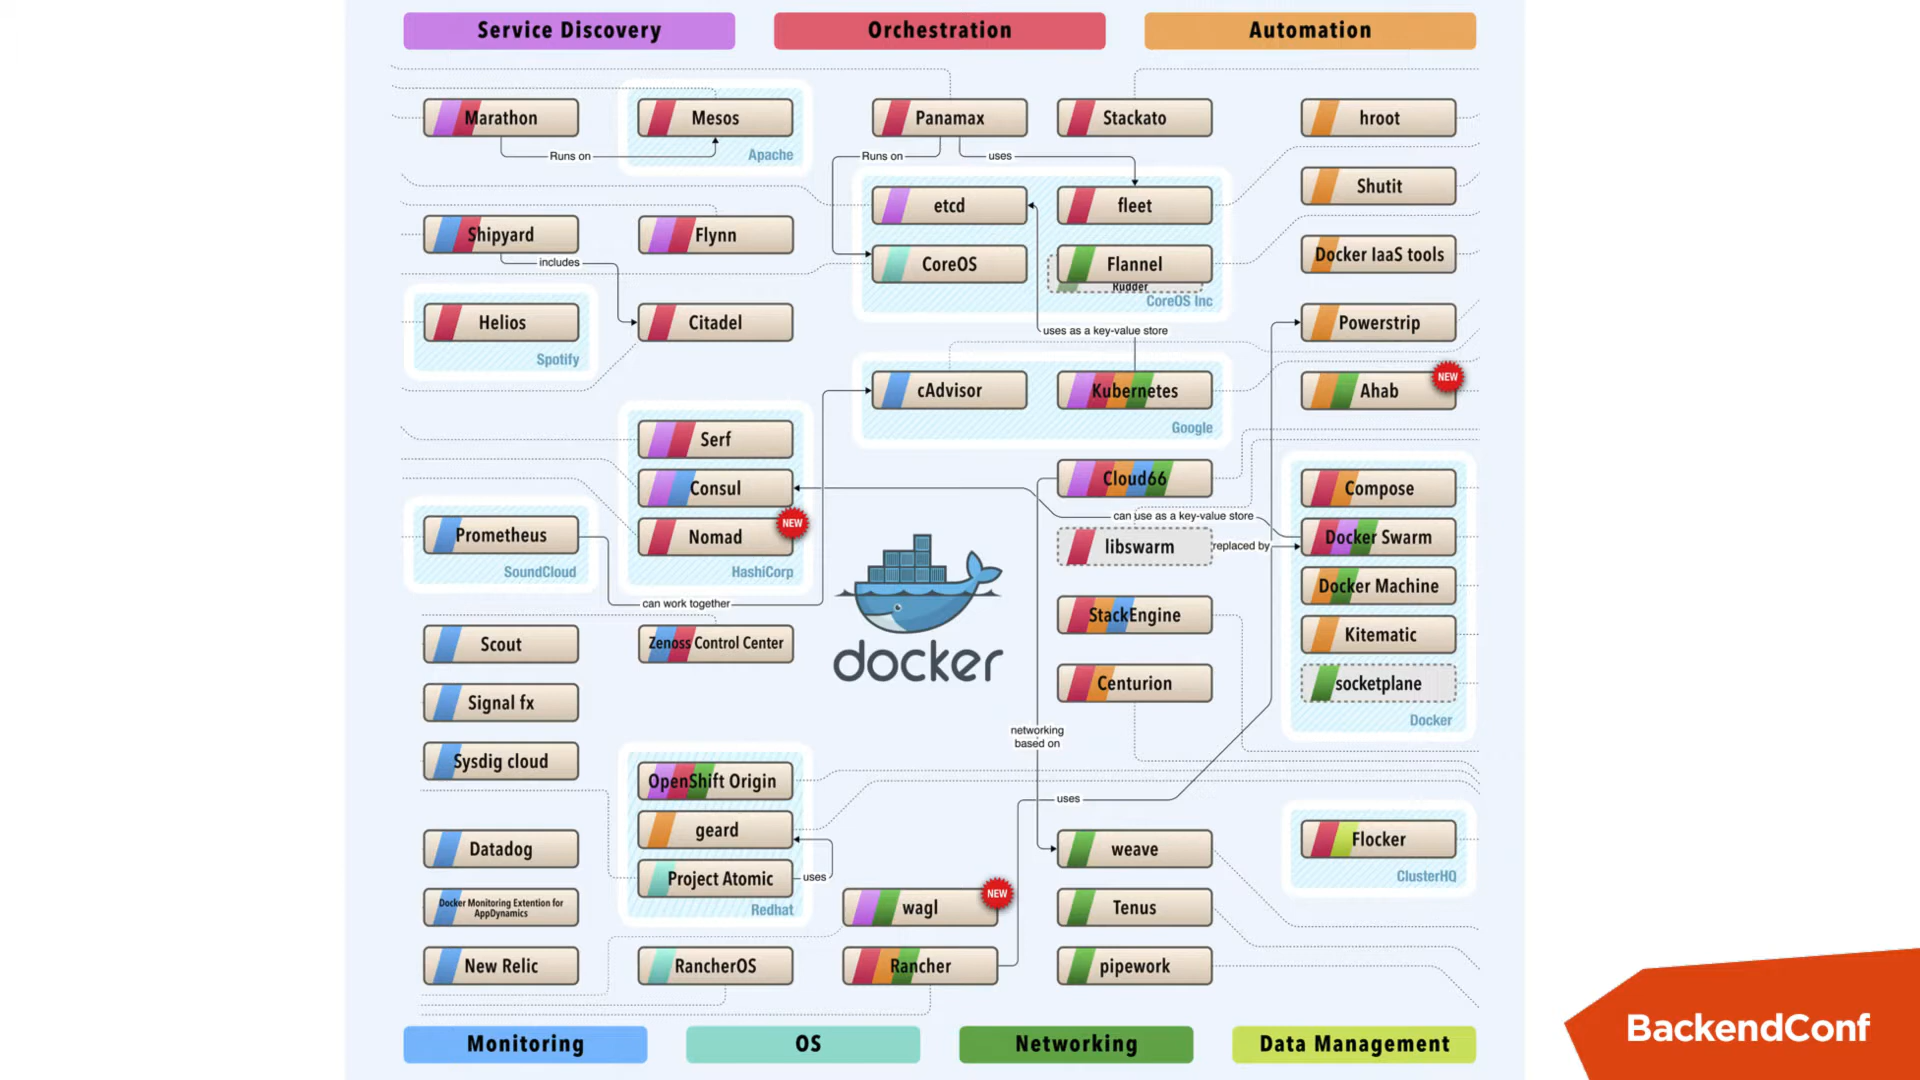 Service Discovery
Orchestration
Automation
Marathon
Mesos
Panamax
Stackato
hroot
Runs on
Apache
Runs on
uses
Shutit
etcd
fleet
Shipyard
Flynn
Docker IaaS tools
includes
CoreOS
Flannel
Rudder
CoreOS Inc
Helios
Citadel
Powerstrip
uses as a key-value store
Spotify
cAdvisor
Kubernetes
Ahab
NEW
Google
Serf
Cloud66
Consul
Compose
can use as a key-value store
Prometheus
Nomad
NEW
libswarm
replaced by
Docker Swarm
SoundCloud
HashiCorp
Docker Machine
can work together
StackEngine
Scout
Zenoss Control Center
docker
Kitematic
Centurion
socketplane
Signal fx
Docker
networking
based on
Sysdig cloud
OpenShift Origin
uses
geard
Datadog
weave
Flocker
Project Atomic
uses
ClusterHQ
Docker Monitoring Extention for
AppDynamics
Redhat
wagl
NEW
Tenus
New Relic
RancherOS
Rancher
pipework
Monitoring
OS
Networking
Data Management
BackendConf